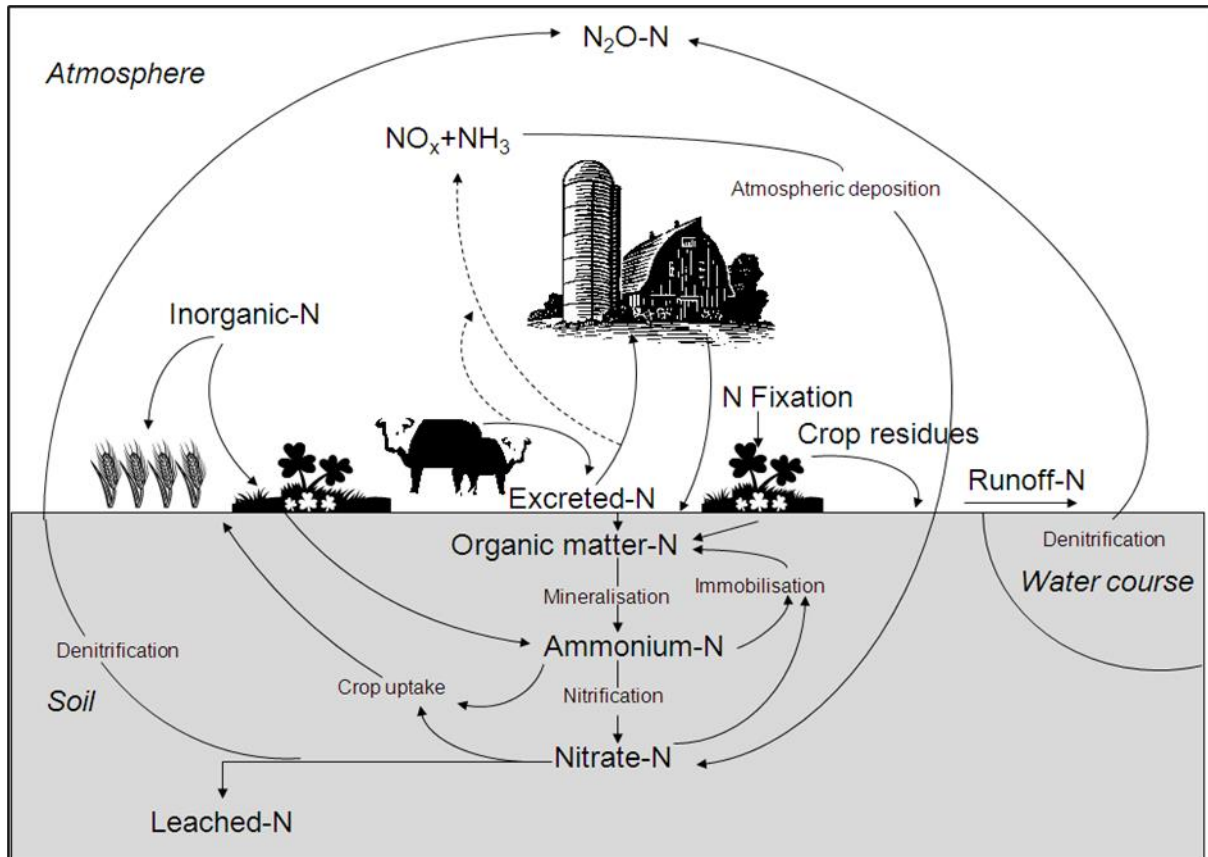 N₂O-N
Atmosphere
NOₓ+NH₃
Atmospheric deposition
Inorganic-N
N Fixation
Crop residues
Excreted-N
Runoff-N
Organic matter-N
Denitrification
Water course
Mineralisation
Immobilisation
Ammonium-N
Denitrification
Soil
Crop uptake
Nitrification
Nitrate-N
Leached-N